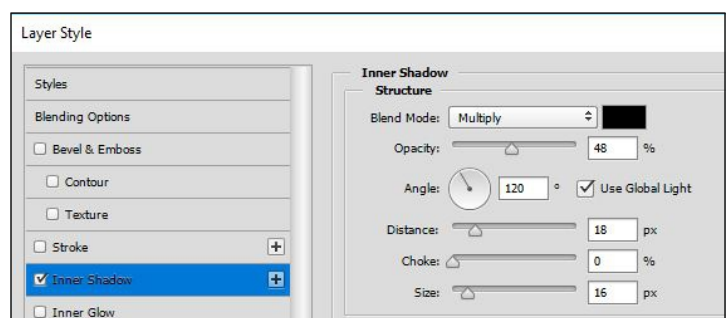 Layer Style
Styles
Blending Options
Bevel & Emboss
Contour
Texture
Stroke
Inner Shadow
Inner Glow
Inner Shadow
Structure
Blend Mode: Multiply
Opacity: 48 %
Angle: 120 ° Use Global Light
Distance: 18 px
Choke: 0 %
Size: 16 px